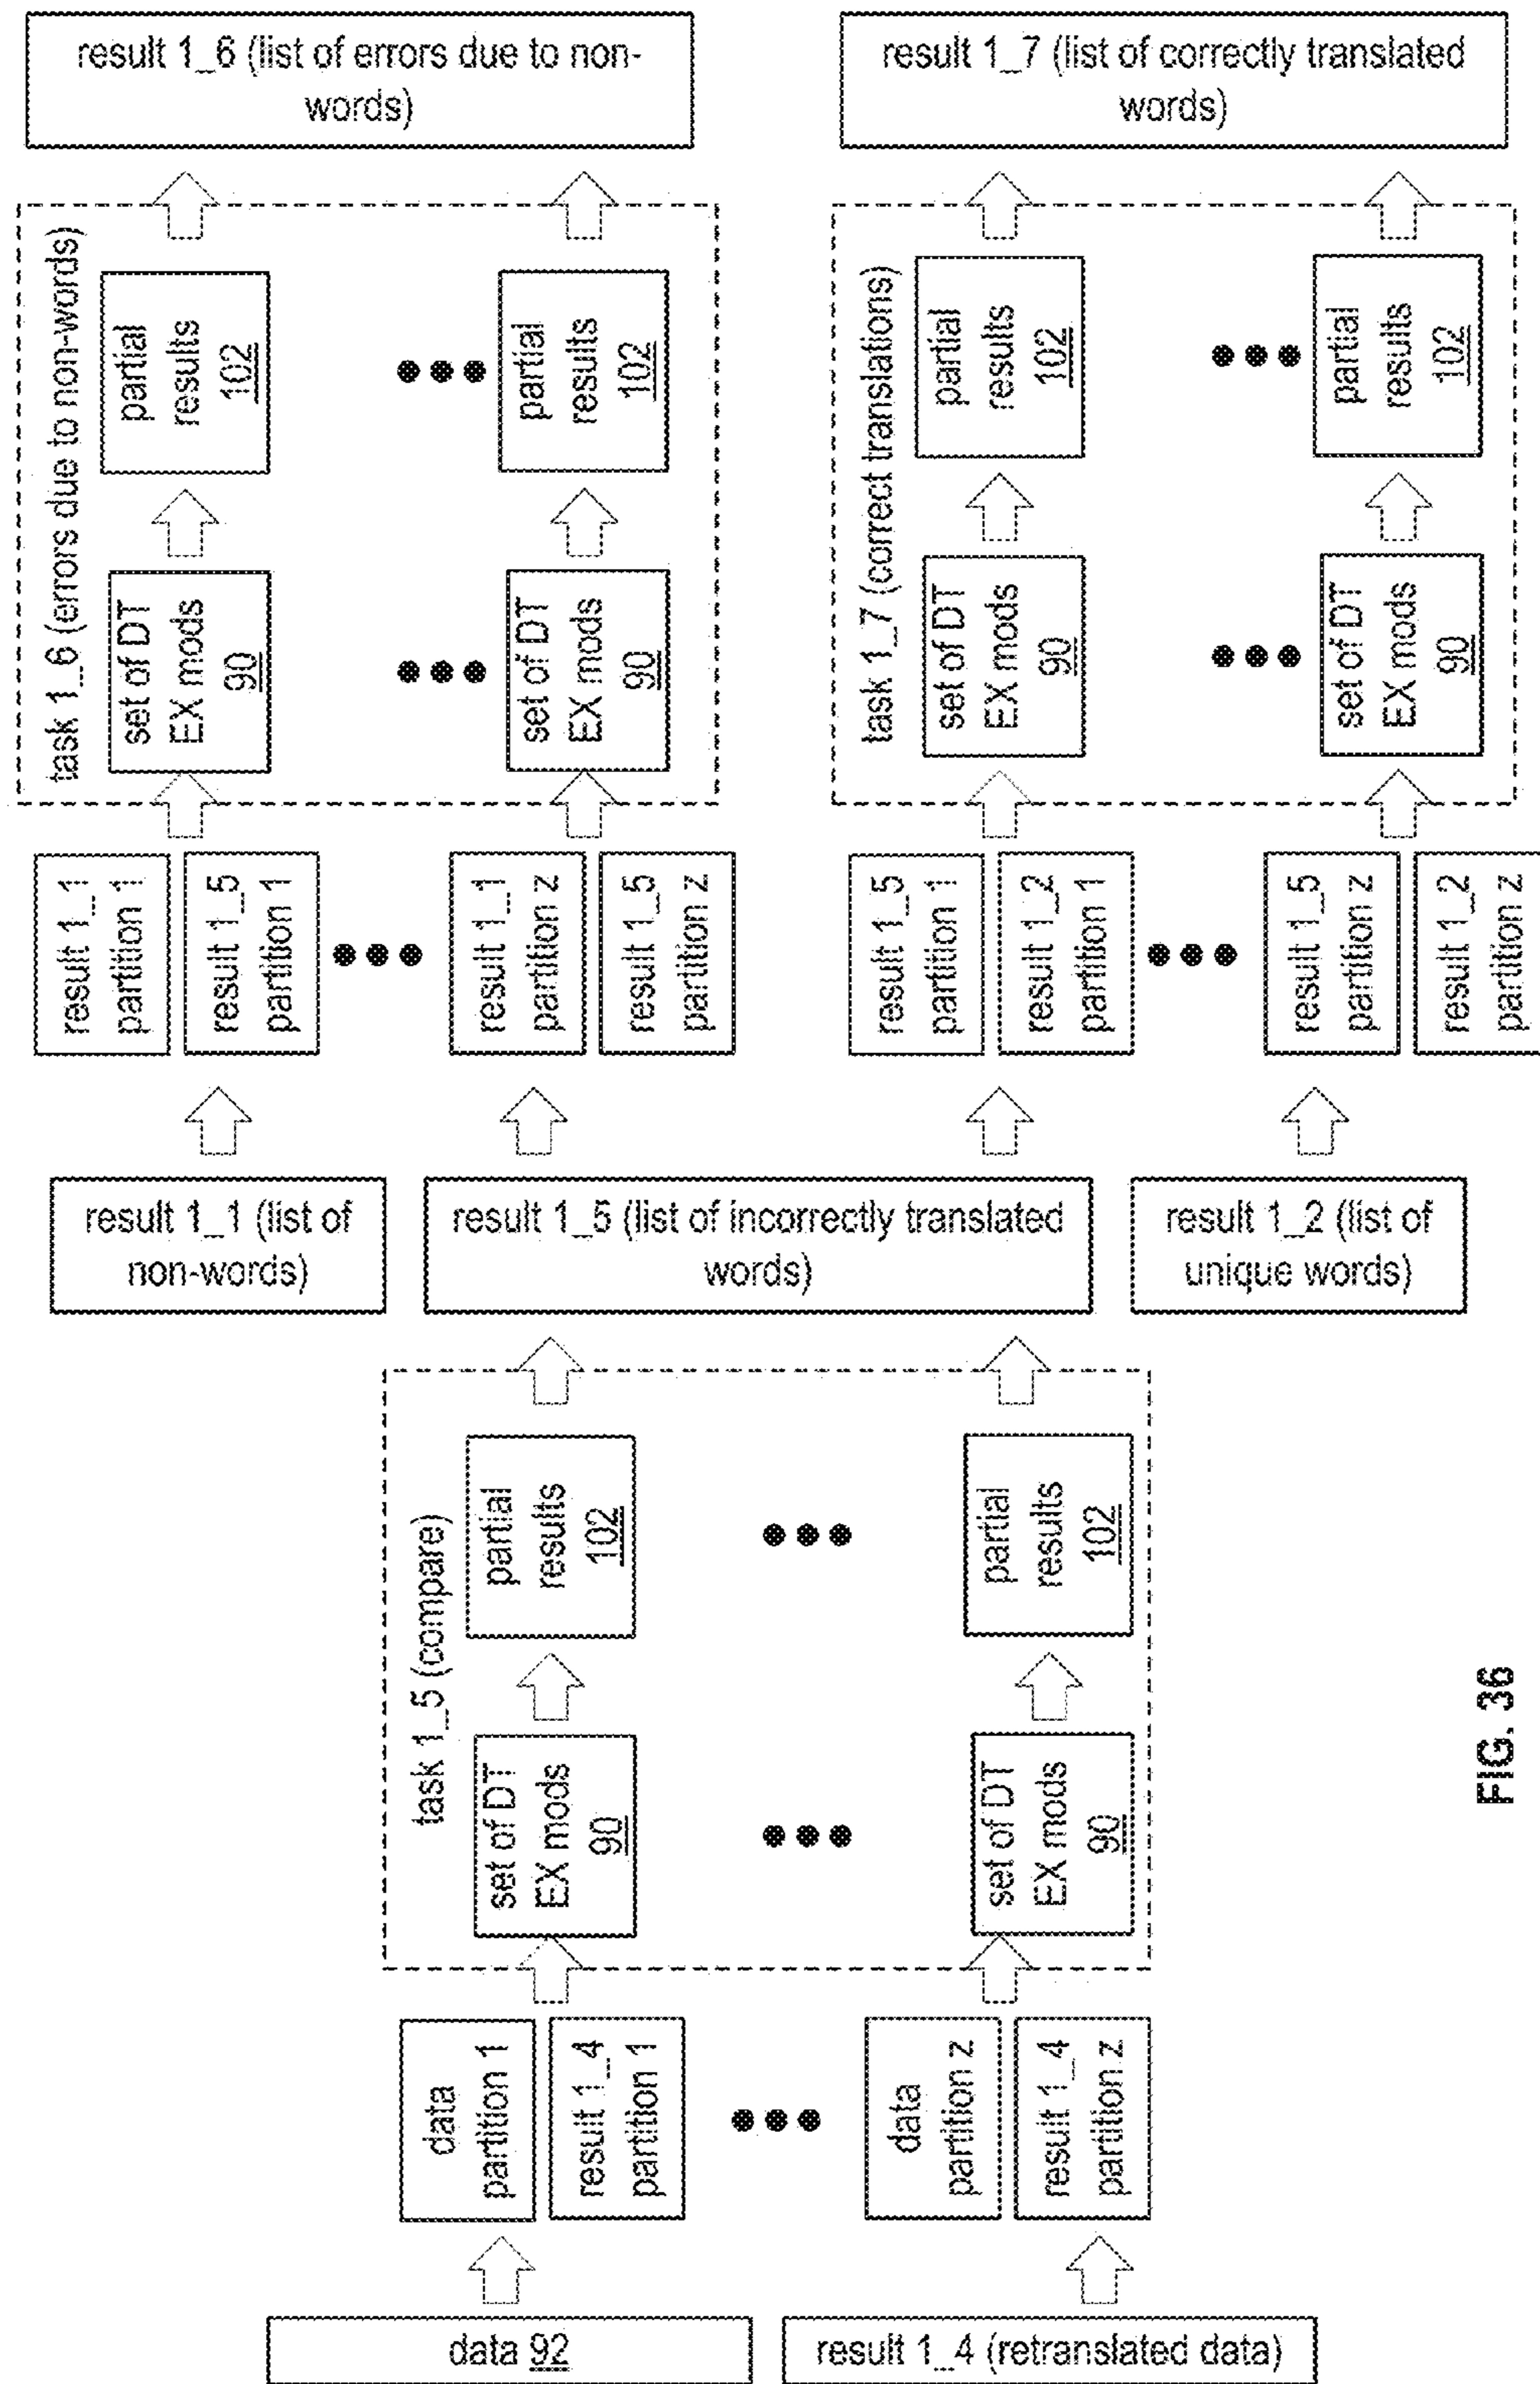 data 92
result 1_4 (retranslated data)
data
partition 1
result 1_4
partition 1
data
partition z
result 1_4
partition z
task 1_5 (compare)
set of DT
EX mods
90
partial
results
102
set of DT
EX mods
90
partial
results
102
result 1_1 (list of
non-words)
result 1_5 (list of incorrectly translated
words)
result 1_2 (list of
unique words)
result 1_1
partition 1
result 1_5
partition 1
result 1_1
partition z
result 1_5
partition z
task 1_6 (errors due to non-words)
set of DT
EX mods
90
partial
results
102
set of DT
EX mods
90
partial
results
102
result 1_6 (list of errors due to non-
words)
result 1_5
partition 1
result 1_2
partition 1
result 1_5
partition z
result 1_2
partition z
task 1_7 (correct translations)
set of DT
EX mods
90
partial
results
102
set of DT
EX mods
90
partial
results
102
result 1_7 (list of correctly translated
words)
FIG. 36